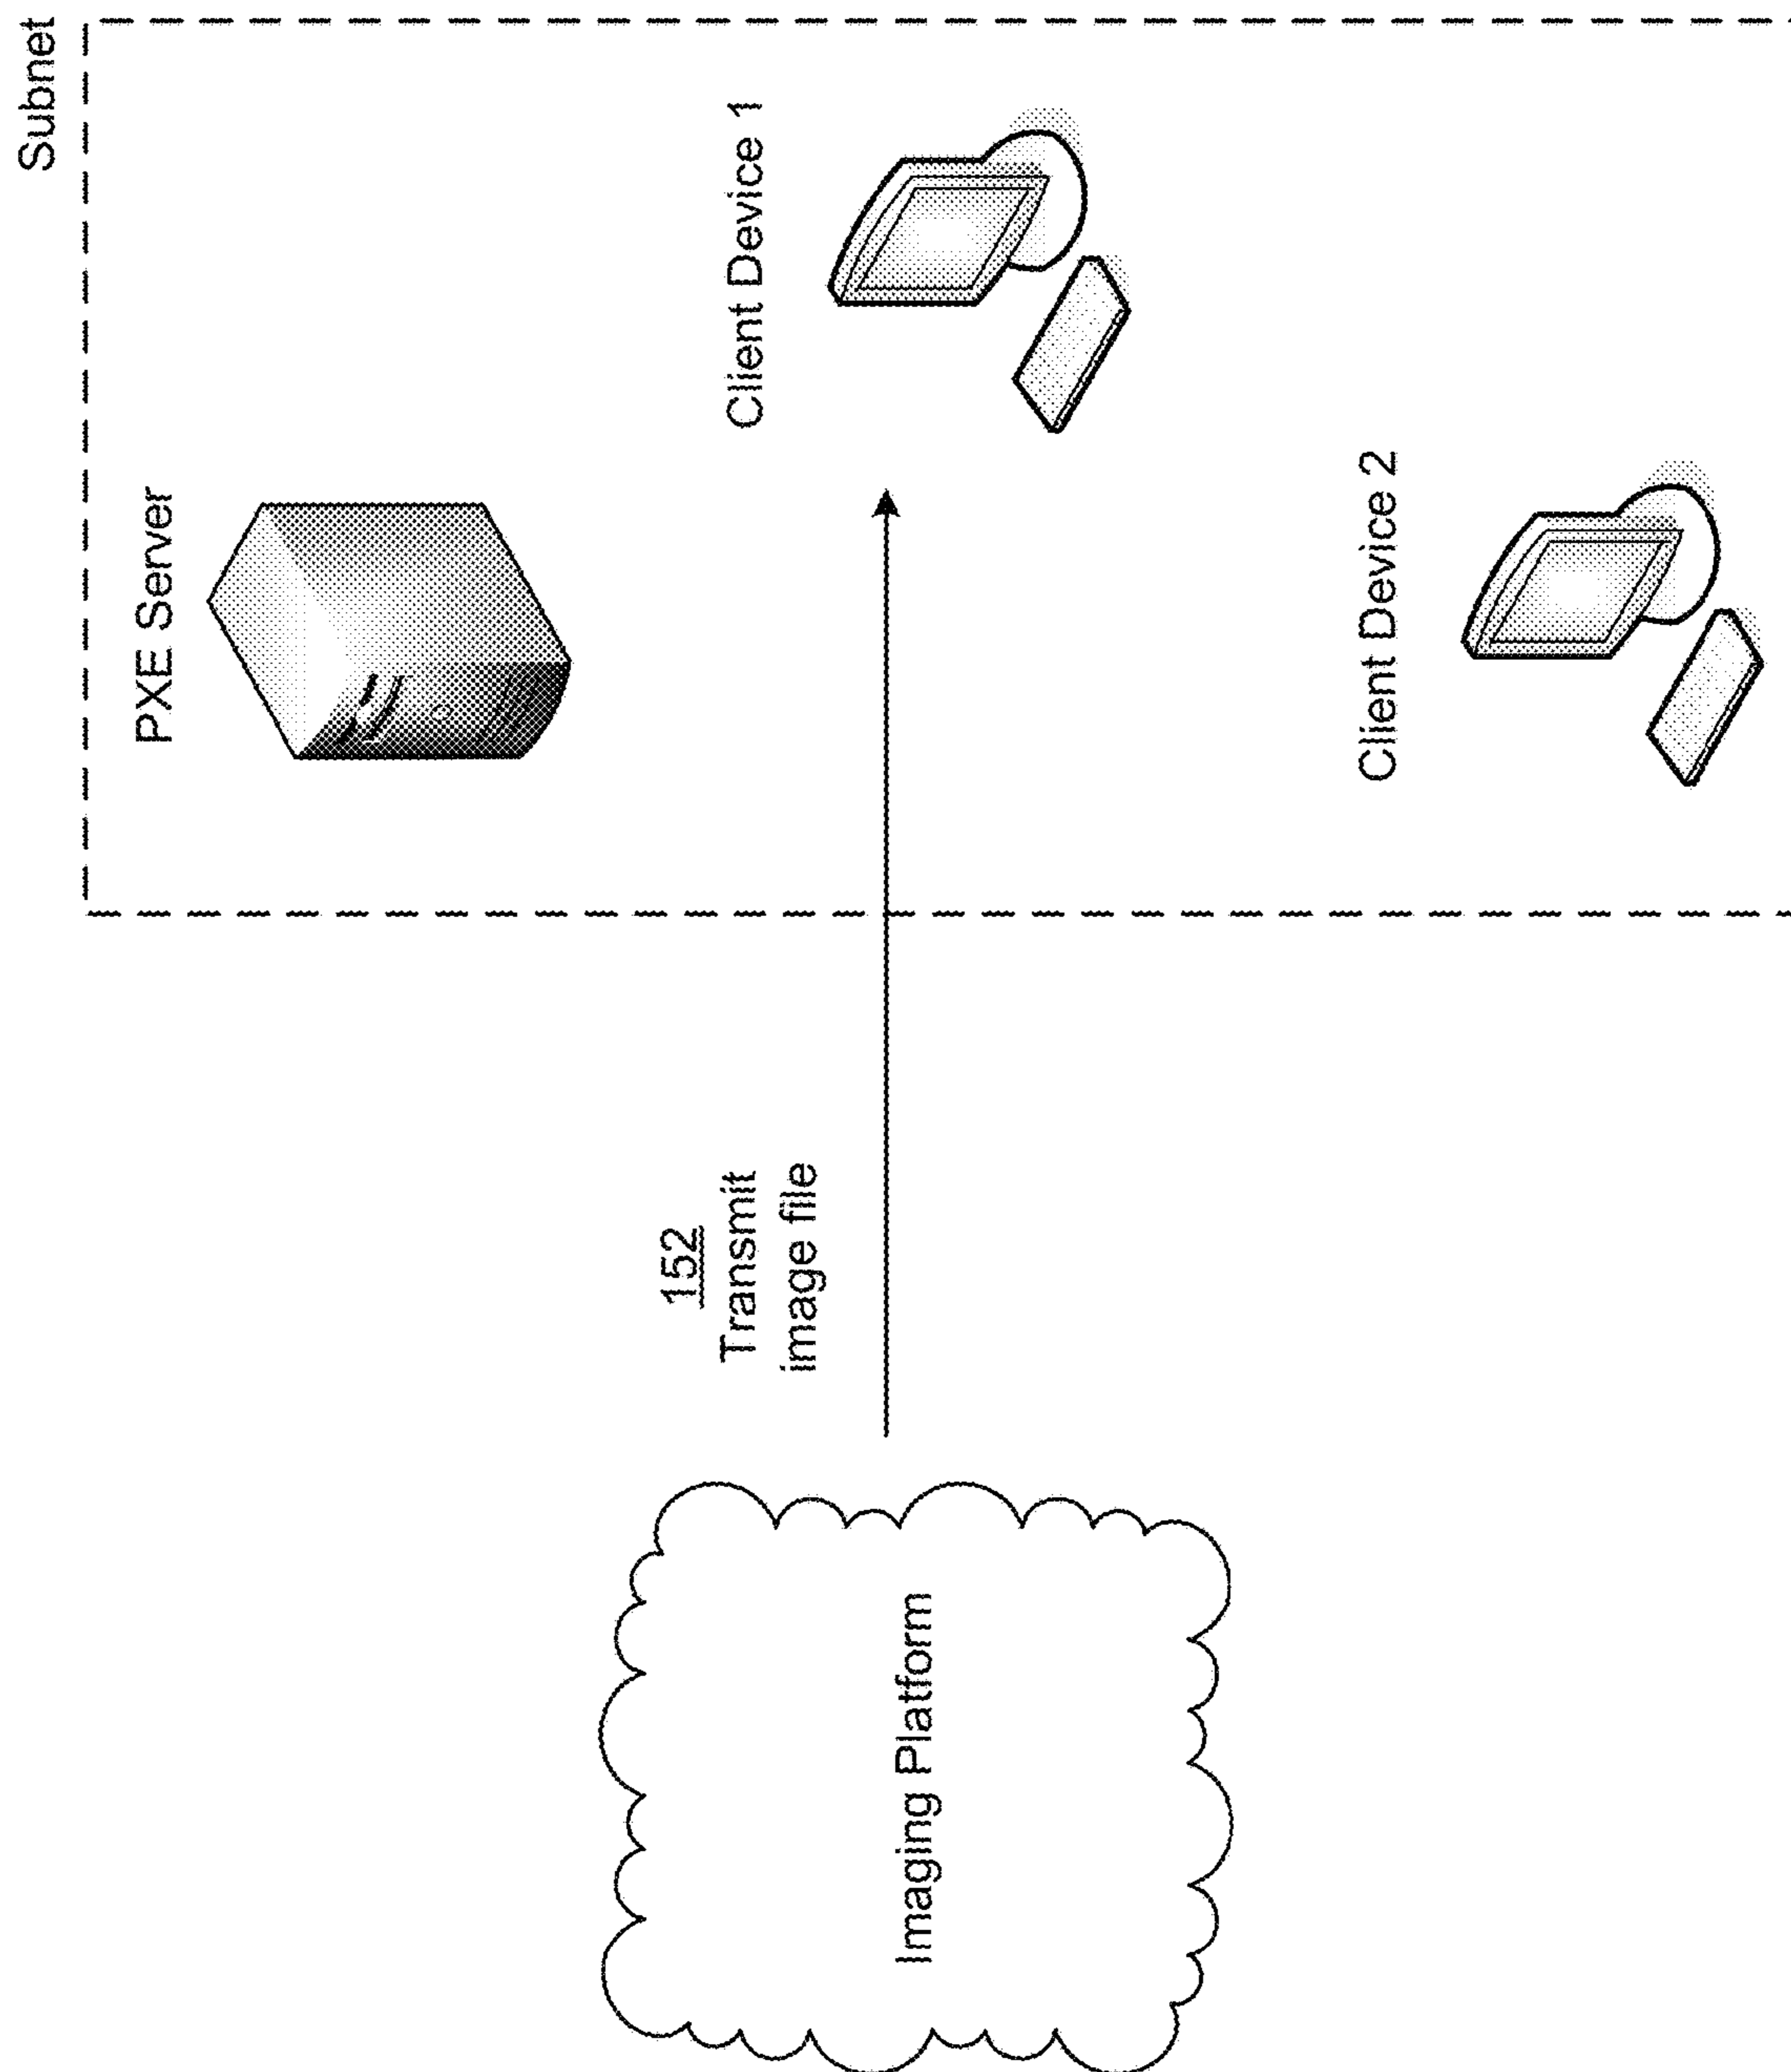 Subnet
PXE Server
152
Transmit
image file
Client Device 1
Imaging Platform
Client Device 2